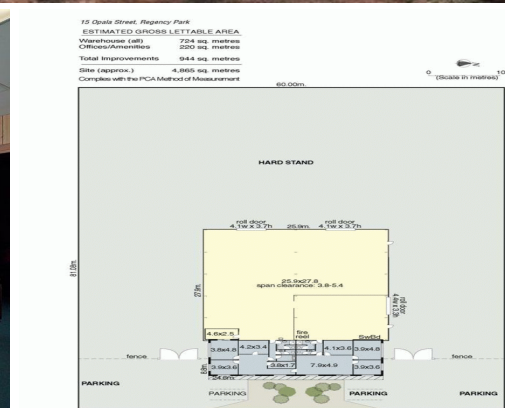 15 Opala Street, Regency Park
ESTIMATED GROSS LETTABLE AREA
Warehouse (all) 724 sq. metres
Offices/Amenities 220 sq. metres
Total Improvements 944 sq. metres
Site (approx.) 4,865 sq. metres
Complies with the PCA Method of Measurement
0 10
(Scale in metres)
60.00m.
HARD STAND
81.08m.
roll door
4.1w x 3.7h
25.9m.
roll door
4.1w x 3.7h
27.9m.
25.9x27.8
span clearance: 3.8-5.4
roll door
4.4w x 3.7h
4.6x2.5
fire
reel
SwBd
3.8x4.8
4.2x3.4
4.1x3.6
3.9x4.8
fence
fence
3.9x3.6
3.8x1.7
7.9x4.9
3.9x3.6
24.8m.
PARKING
PARKING
PARKING